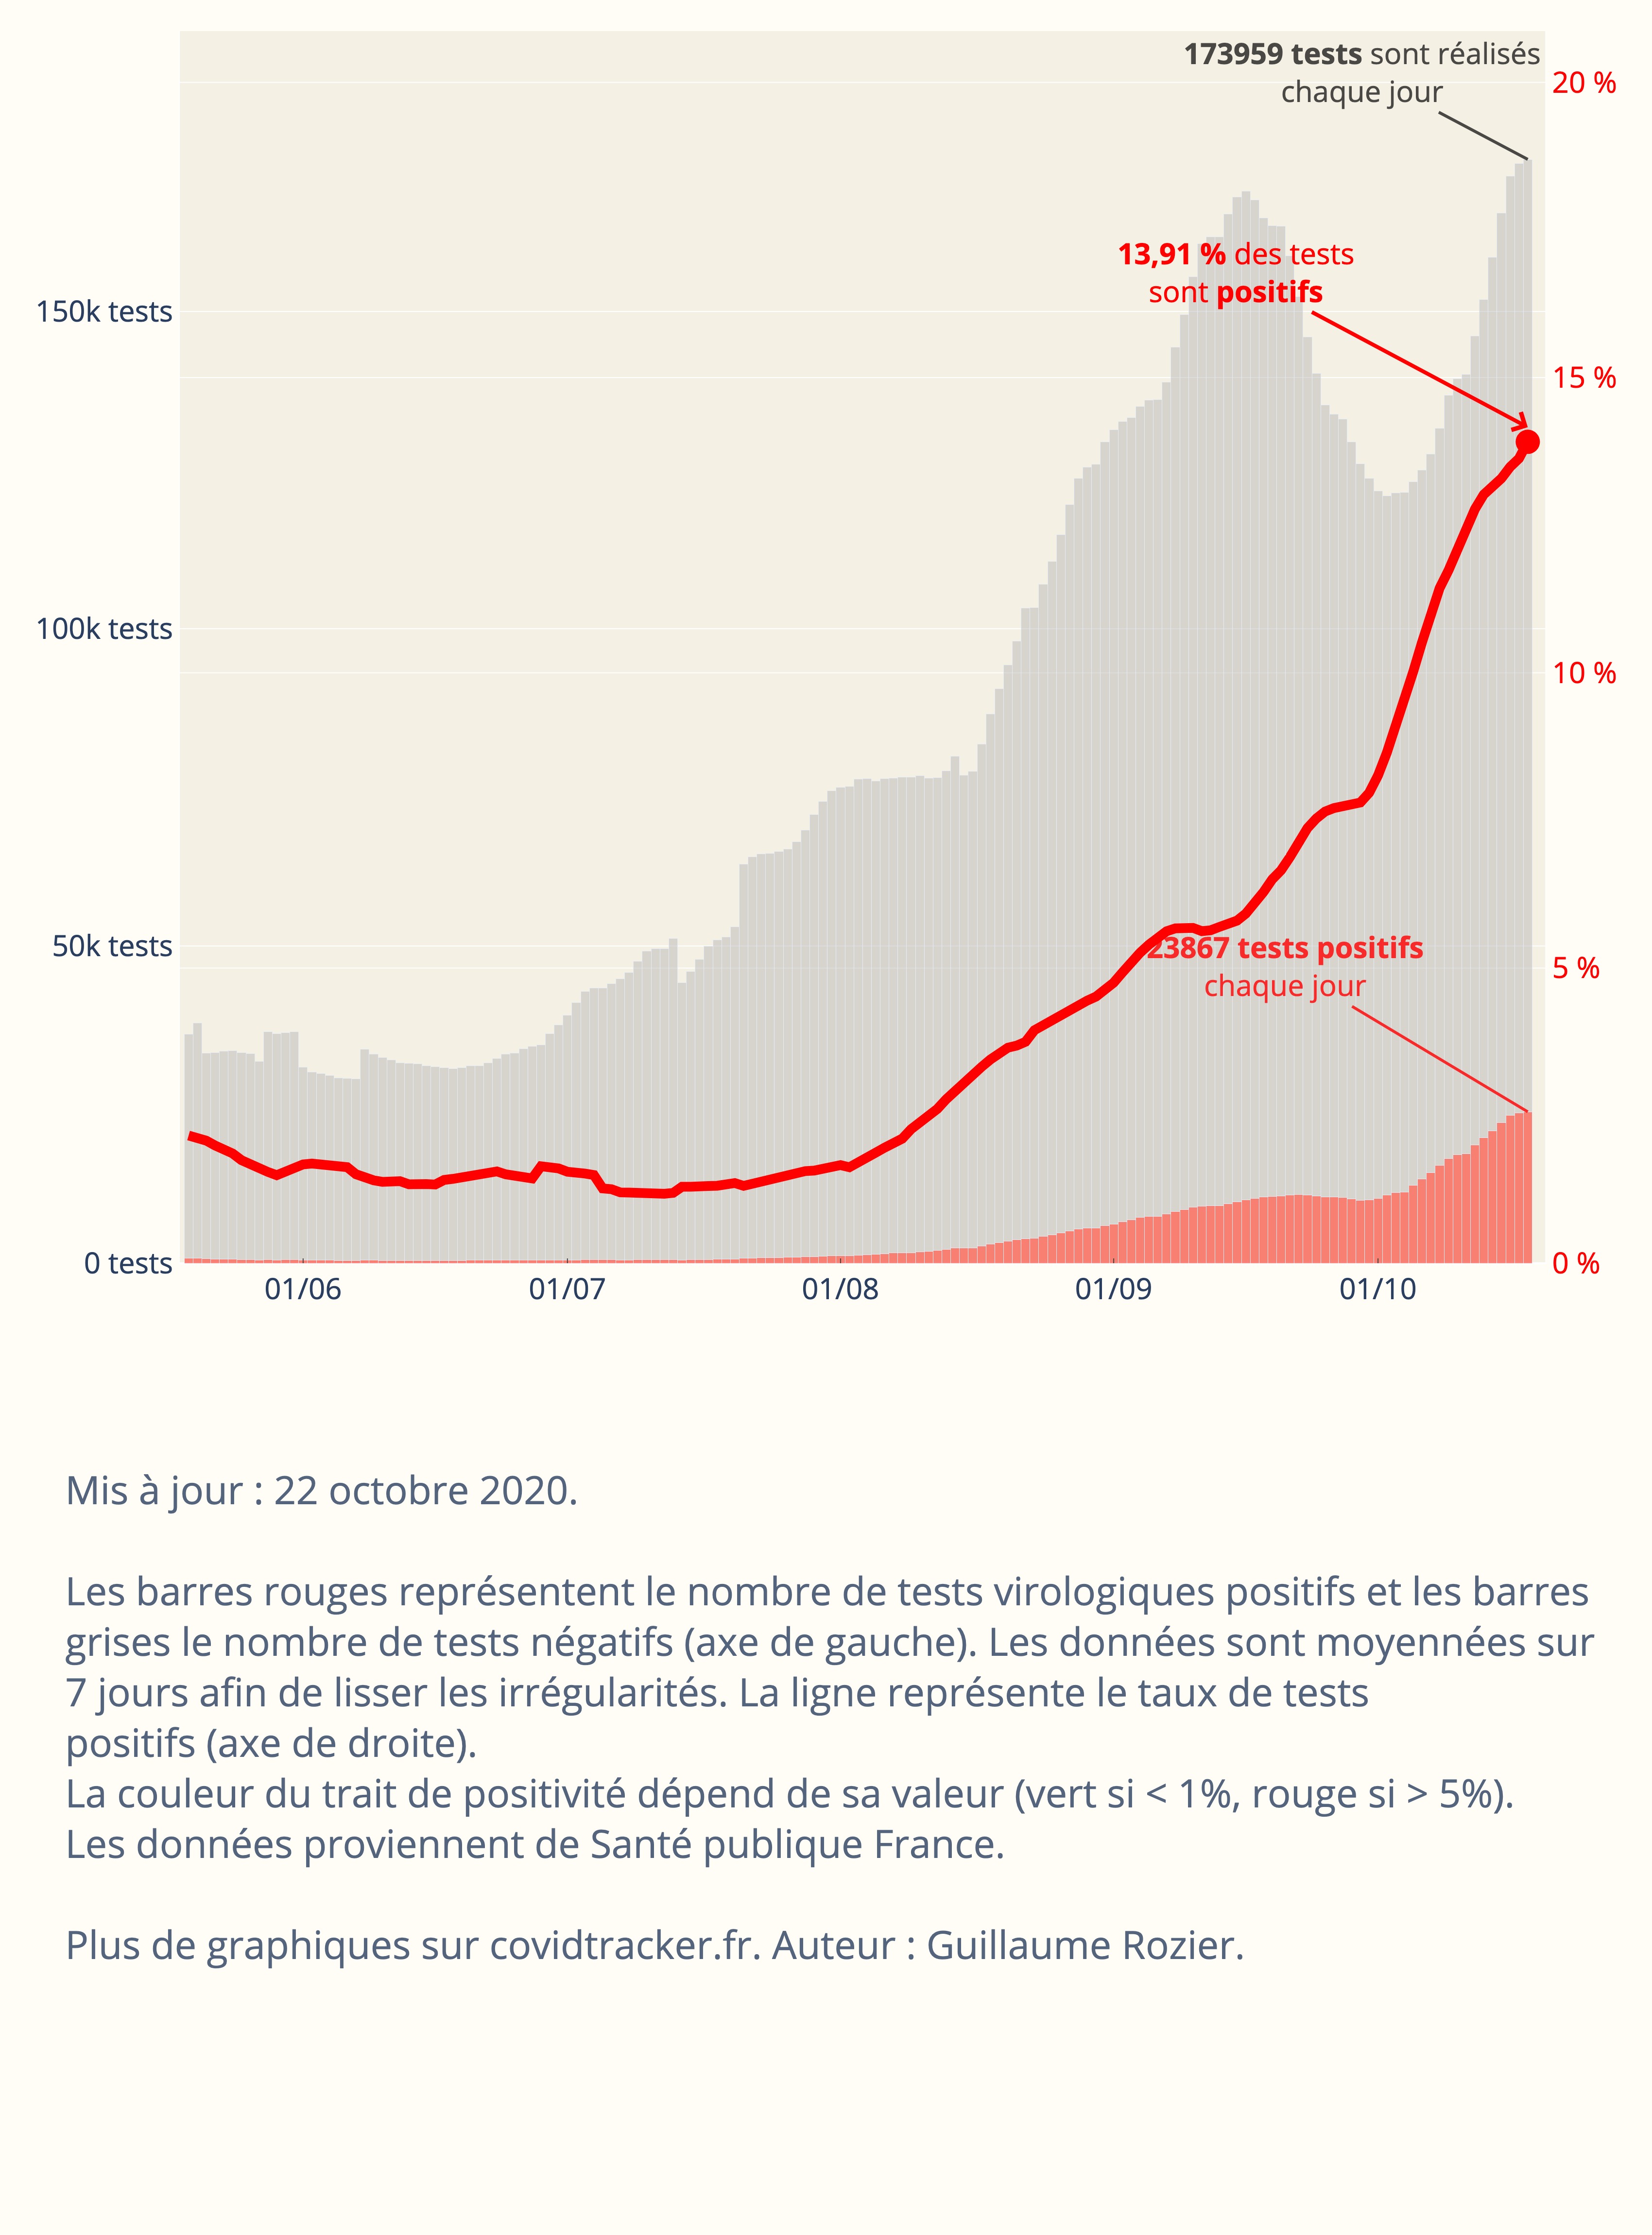 173959 tests sont réalisés
chaque jour
20 %
13,91 % des tests
sont positifs
150k tests
15 %
100k tests
10 %
50k tests
23867 tests positifs
5 %
chaque jour
0 tests
0 %
01/06
01/07
01/08
01/09
01/10
Mis à jour : 22 octobre 2020.
Les barres rouges représentent le nombre de tests virologiques positifs et les barres
grises le nombre de tests négatifs (axe de gauche). Les données sont moyennées sur
7 jours afin de lisser les irrégularités. La ligne représente le taux de tests
positifs (axe de droite).
La couleur du trait de positivité dépend de sa valeur (vert si < 1%, rouge si > 5%).
Les données proviennent de Santé publique France.
Plus de graphiques sur covidtracker.fr. Auteur : Guillaume Rozier.